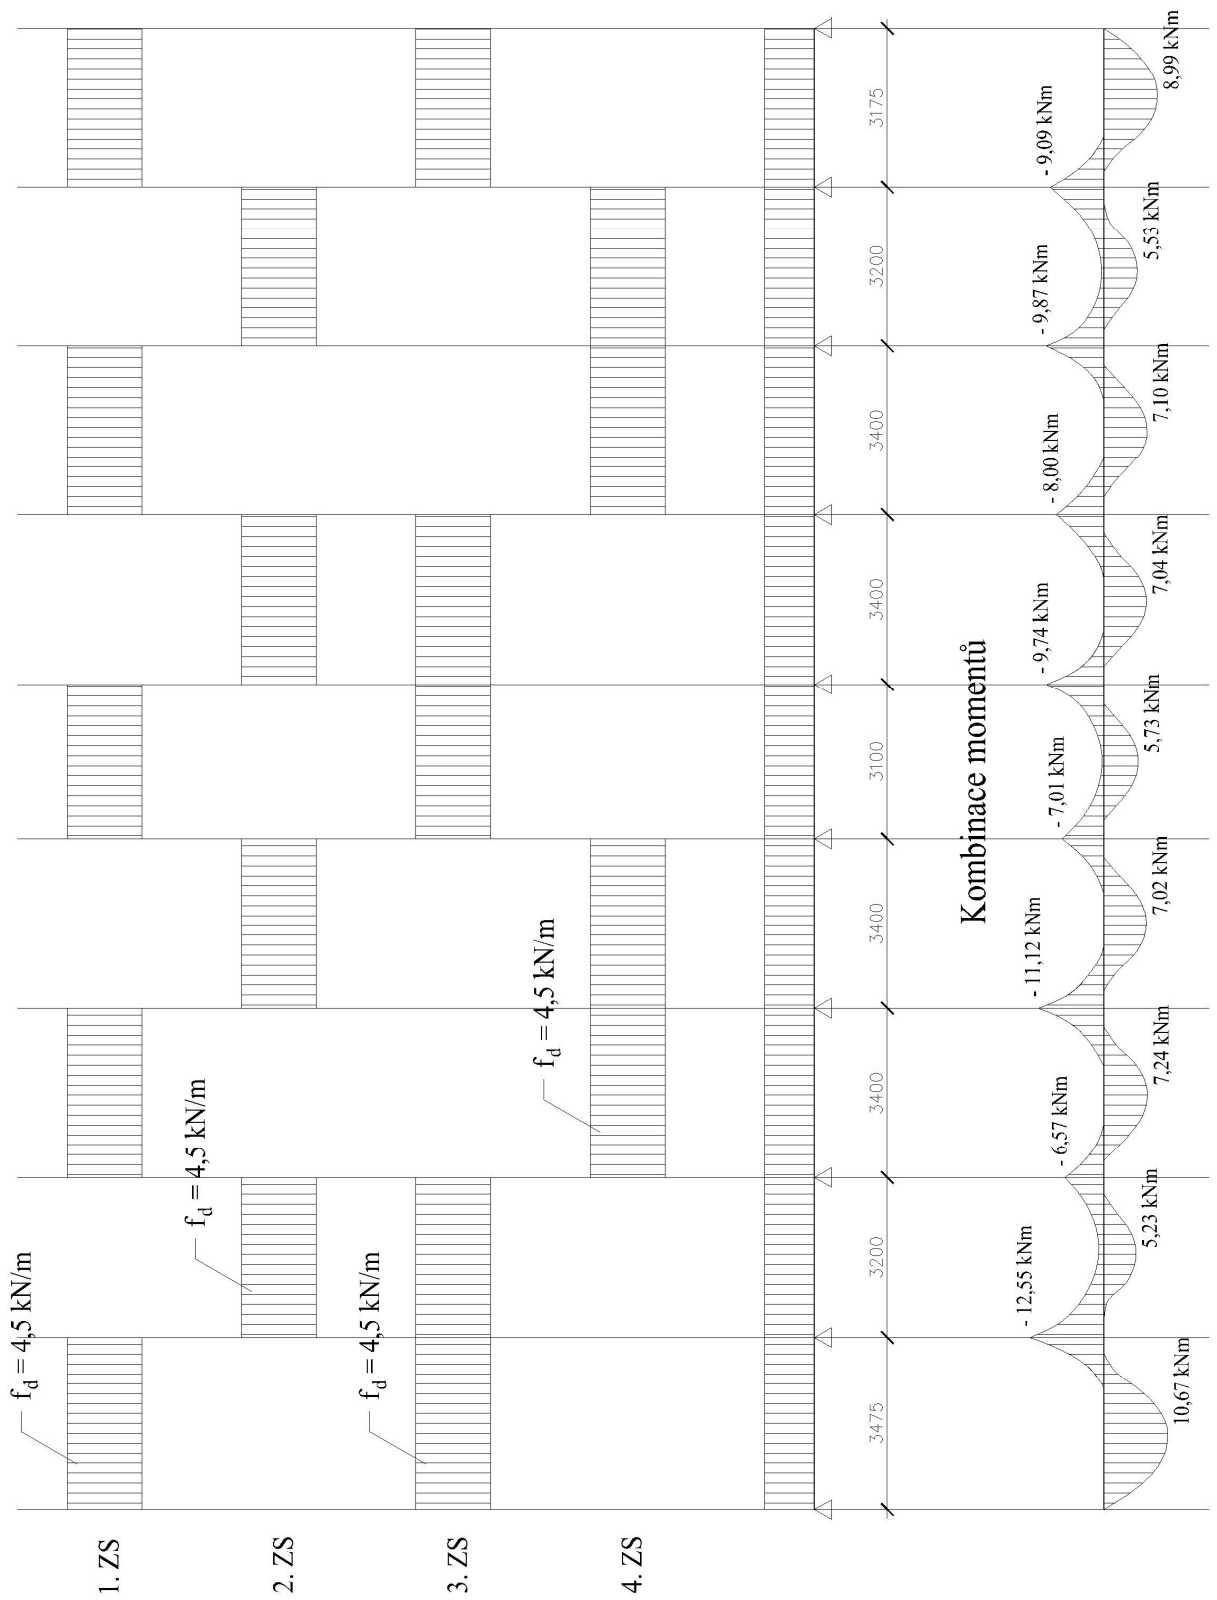 1. ZS
f_d = 4,5 kN/m
2. ZS
f_d = 4,5 kN/m
3. ZS
f_d = 4,5 kN/m
4. ZS
f_d = 4,5 kN/m
3475
3200
3400
3400
3100
3400
3400
3200
3175
Kombinace momentů
- 12,55 kNm
- 6,57 kNm
- 11,12 kNm
- 7,01 kNm
- 9,74 kNm
- 8,00 kNm
- 9,87 kNm
- 9,09 kNm
10,67 kNm
5,23 kNm
7,24 kNm
7,02 kNm
5,73 kNm
7,04 kNm
7,10 kNm
5,53 kNm
8,99 kNm